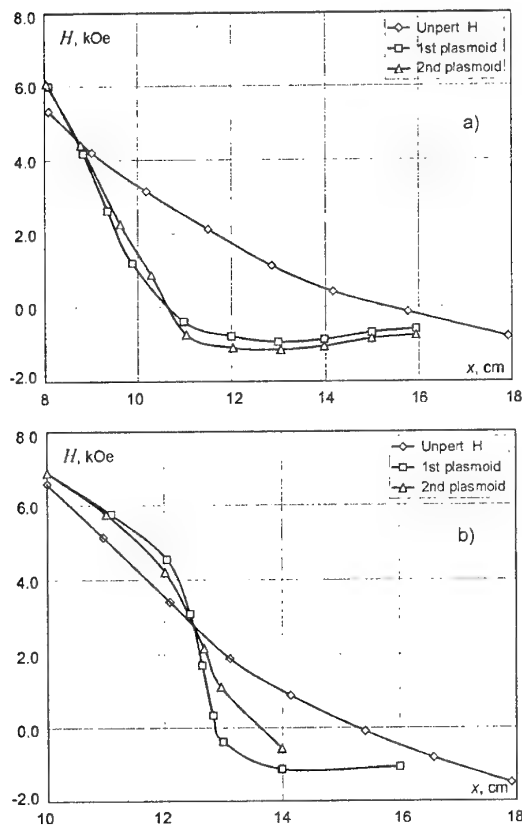 8.0
H, kOe
Unpert H
1st plasmoid
2nd plasmoid
6.0
a)
4.0
2.0
0.0
-2.0
x, cm
8
10
12
14
16
18
8.0
H, kOe
Unpert H
1st plasmoid
2nd plasmoid
6.0
b)
4.0
2.0
0.0
-2.0
x, cm
10
12
14
16
18